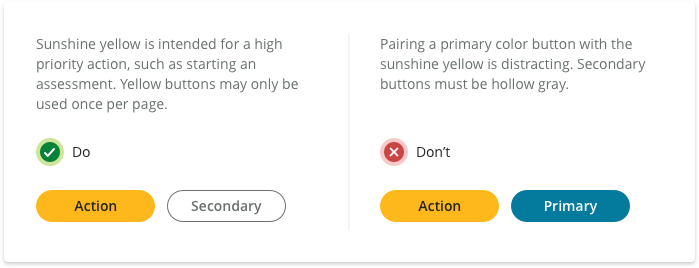 Sunshine yellow is intended for a high
priority action, such as starting an
assessment. Yellow buttons may only be
used once per page.
Do
Action
Secondary
Pairing a primary color button with the
sunshine yellow is distracting. Secondary
buttons must be hollow gray.
Don’t
Action
Primary